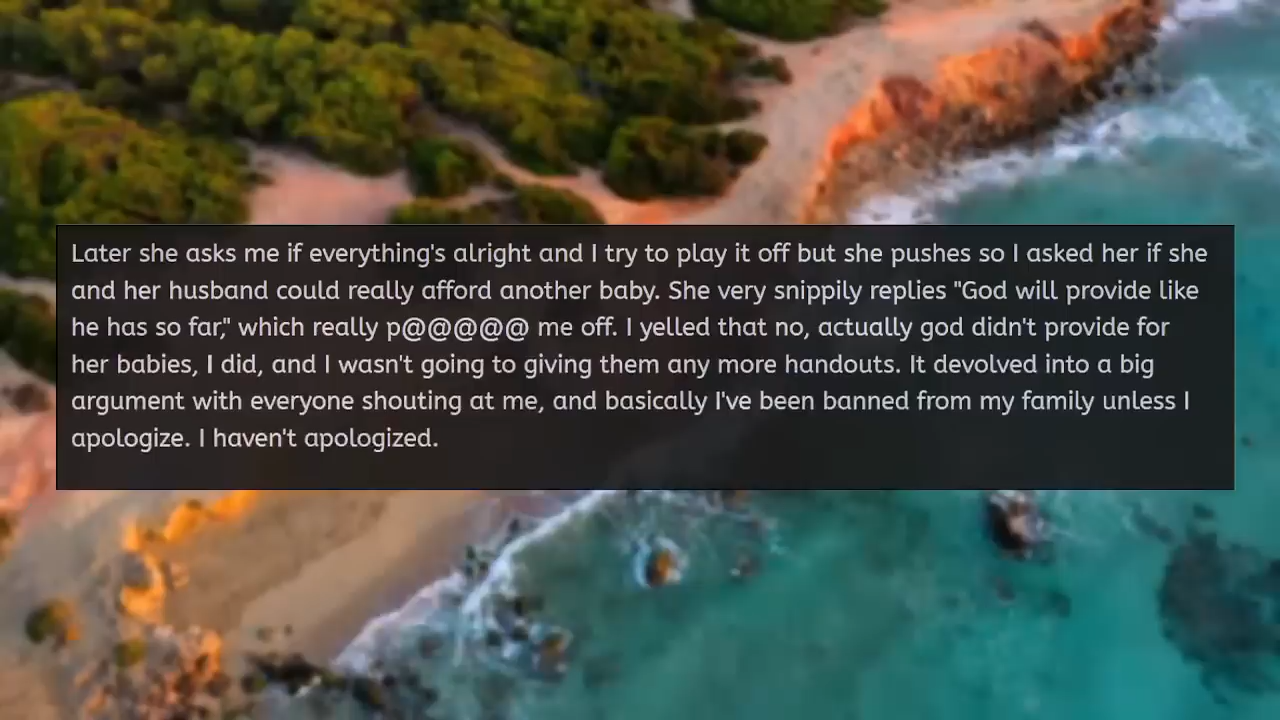 Later she asks me if everything's alright and I try to play it off but she pushes so I asked her if she
and her husband could really afford another baby. She very snippily replies "God will provide like
he has so far," which really p@@@@@ me off. I yelled that no, actually god didn't provide for
her babies, I did, and I wasn't going to giving them any more handouts. It devolved into a big
argument with everyone shouting at me, and basically I've been banned from my family unless I
apologize. I haven't apologized.